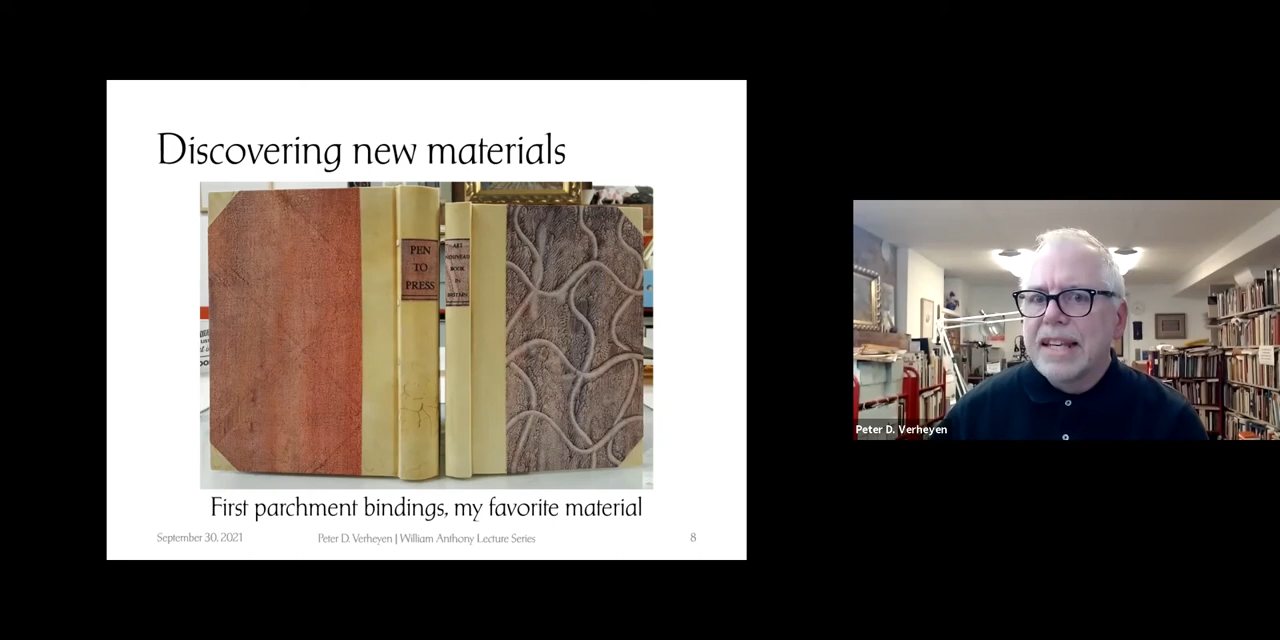 Discovering new materials
PEN
TO
PRESS
ART
NOUVEAU
BOOK
IN
BRITAIN
First parchment bindings, my favorite material
September 30, 2021
Peter D. Verheyen | William Anthony Lecture Series
8
Peter D. Verheyen